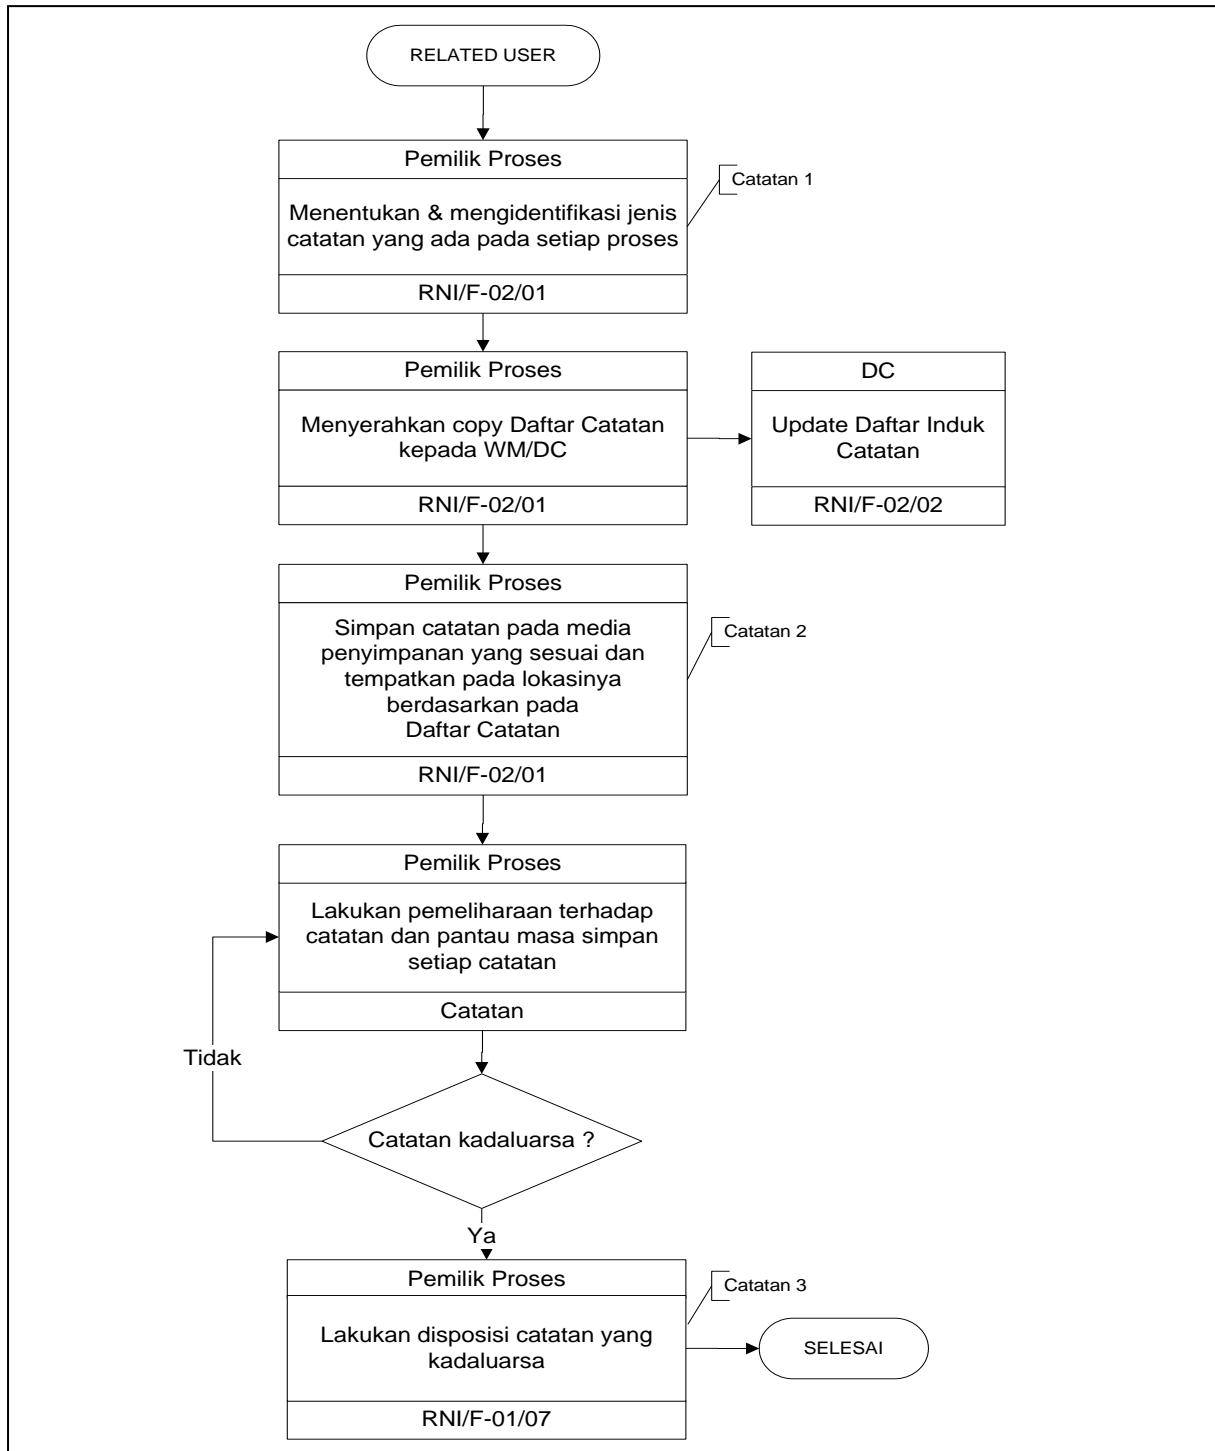 RELATED USER
Pemilik Proses
Menentukan & mengidentifikasi jenis
catatan yang ada pada setiap proses
RNI/F-02/01
Catatan 1
Pemilik Proses
Menyerahkan copy Daftar Catatan
kepada WM/DC
RNI/F-02/01
DC
Update Daftar Induk
Catatan
RNI/F-02/02
Pemilik Proses
Simpan catatan pada media
penyimpanan yang sesuai dan
tempatkan pada lokasinya
berdasarkan pada
Daftar Catatan
RNI/F-02/01
Catatan 2
Pemilik Proses
Lakukan pemeliharaan terhadap
catatan dan pantau masa simpan
setiap catatan
Catatan
Tidak
Catatan kadaluarsa ?
Ya
Pemilik Proses
Lakukan disposisi catatan yang
kadaluarsa
RNI/F-01/07
Catatan 3
SELESAI